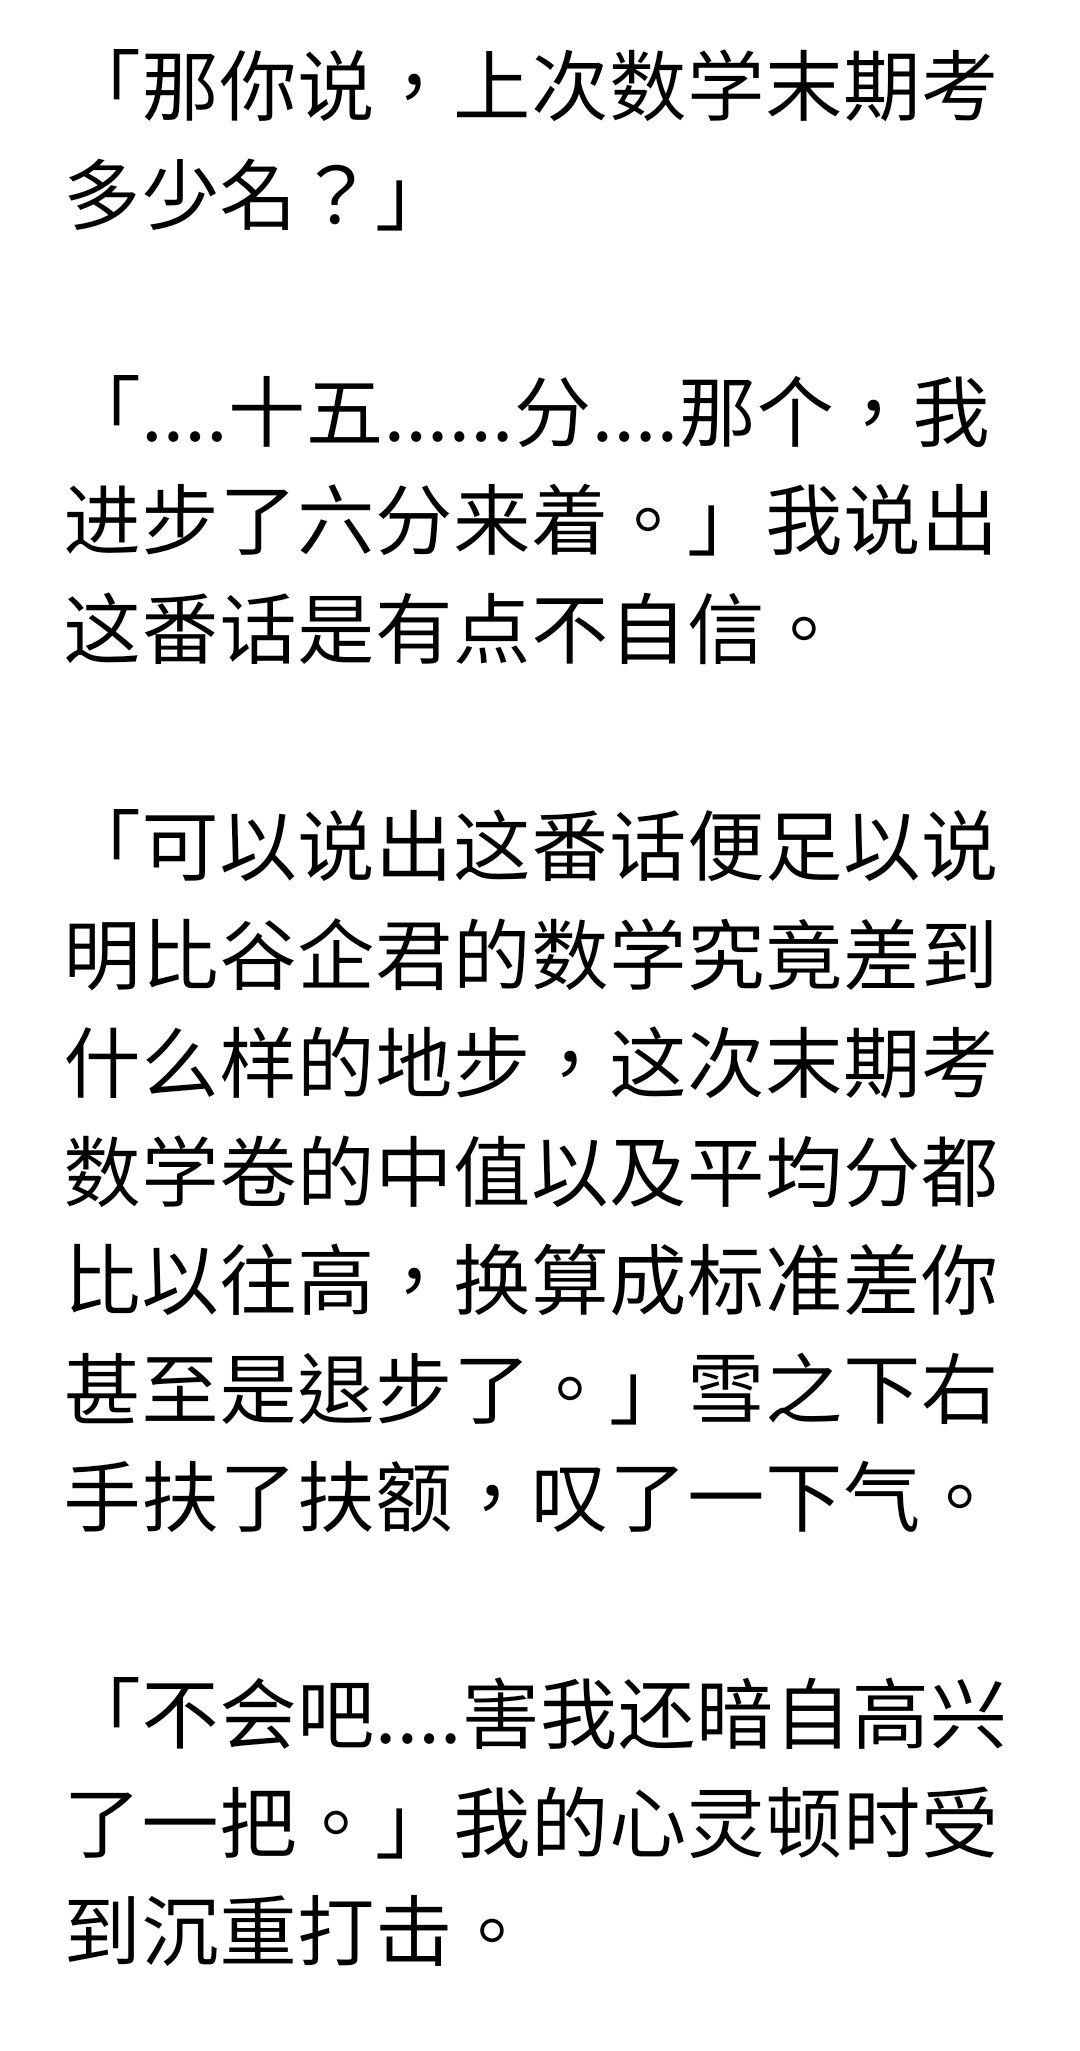 「那你说，上次数学末期考
多少名？」
「....十五......分....那个，我
进步了六分来着。」我说出
这番话是有点不自信。
「可以说出这番话便足以说
明比谷企君的数学究竟差到
什么样的地步，这次末期考
数学卷的中值以及平均分都
比以往高，换算成标准差你
甚至是退步了。」雪之下右
手扶了扶额，叹了一下气。
「不会吧....害我还暗自高兴
了一把。」我的心灵顿时受
到沉重打击。